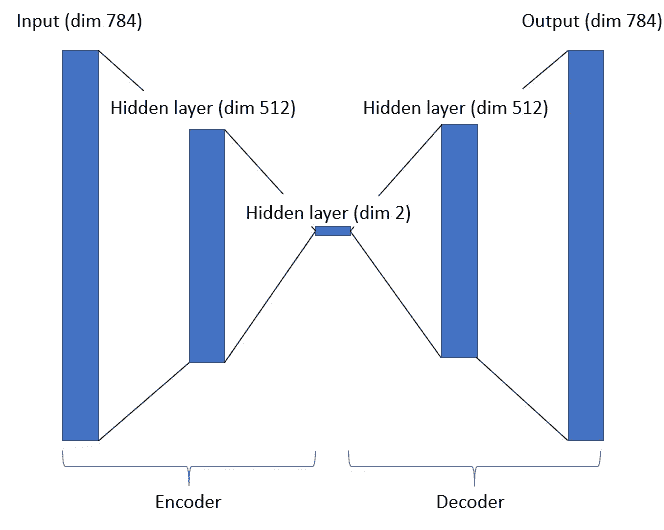 Input (dim 784)
Output (dim 784)
Hidden layer (dim 512)
Hidden layer (dim 512)
Hidden layer (dim 2)
Encoder
Decoder